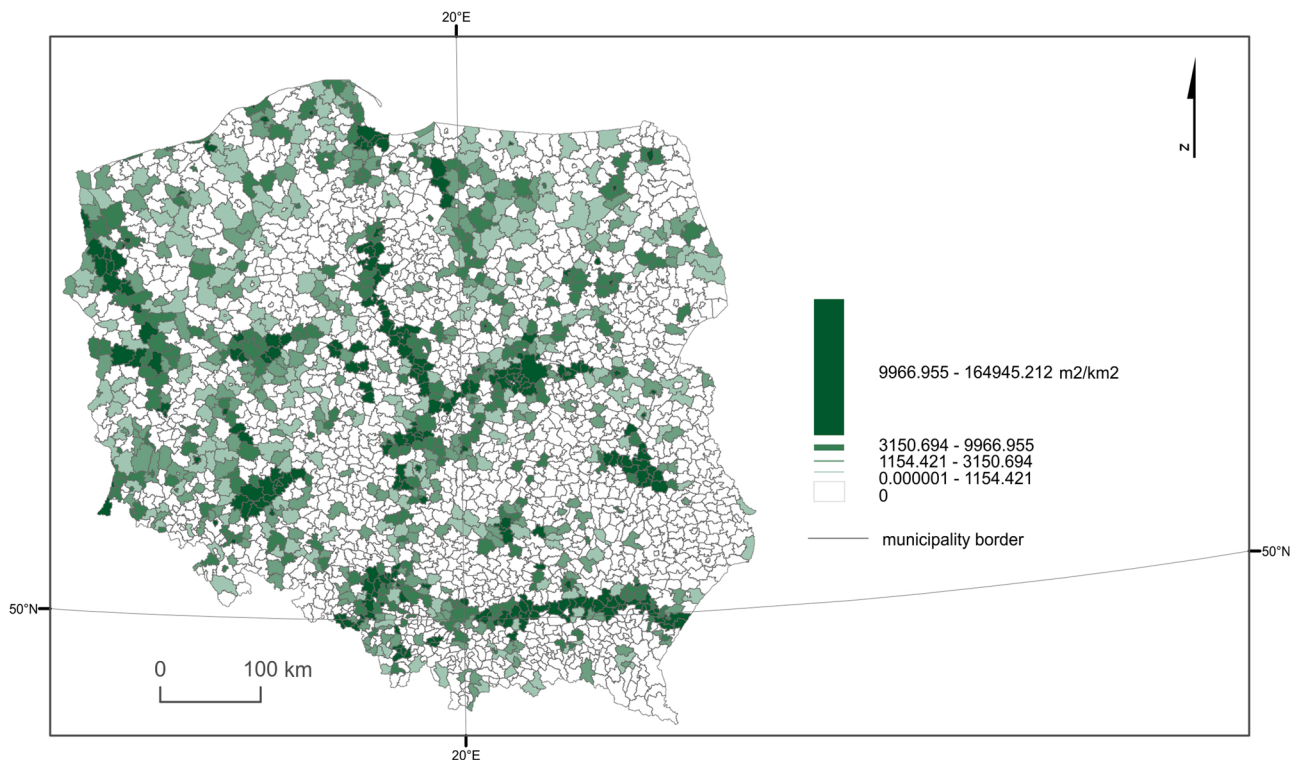 20°E
N
9966.955 - 164945.212 m2/km2
3150.694 - 9966.955
1154.421 - 3150.694
0.000001 - 1154.421
0
municipality border
50°N
50°N
0 100 km
20°E